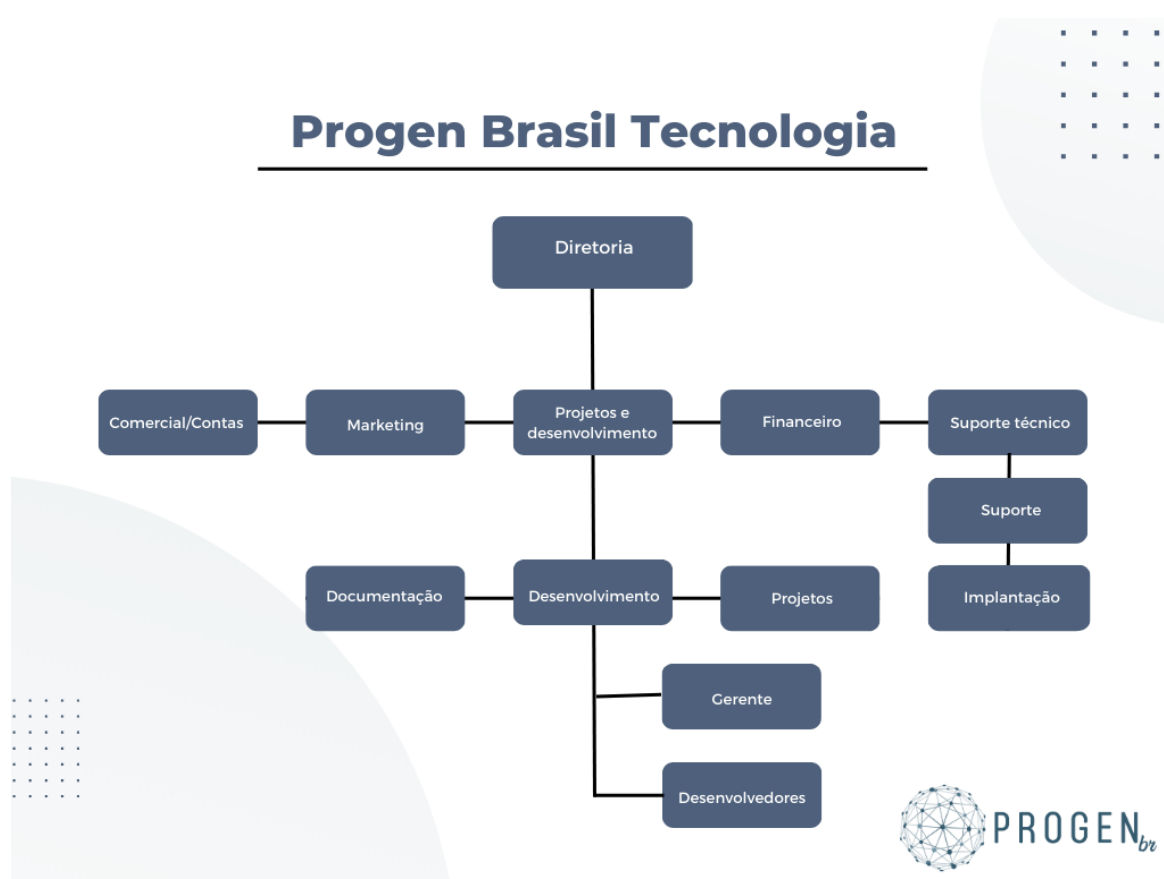 Progen Brasil Tecnologia
Diretoria
Comercial/Contas
Marketing
Projetos e
desenvolvimento
Financeiro
Suporte técnico
Suporte
Documentação
Desenvolvimento
Projetos
Implantação
Gerente
Desenvolvedores
PROGEN br